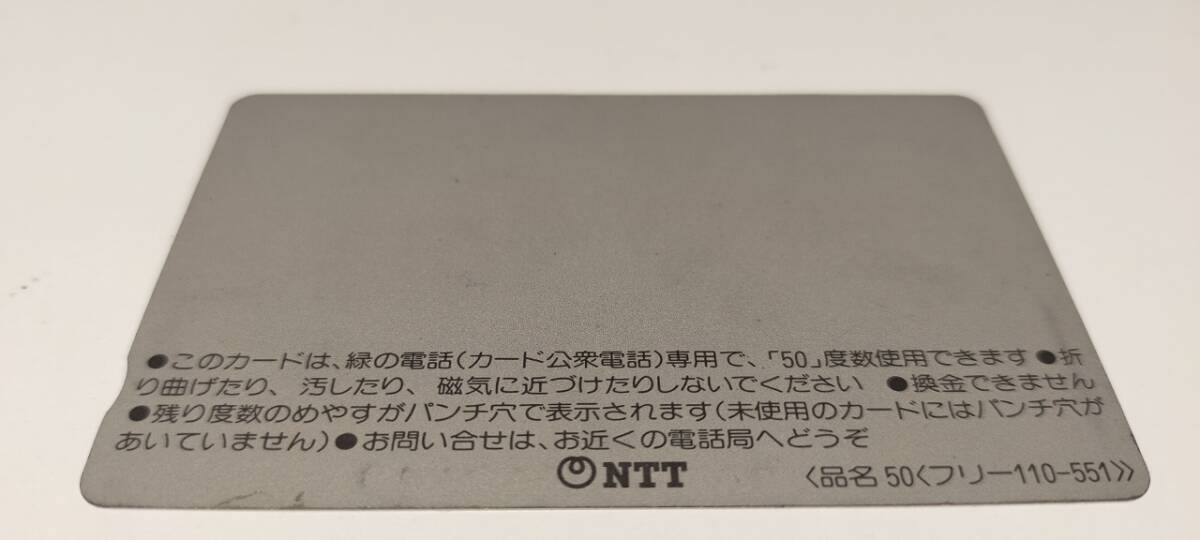 ●このカードは、緑の電話(カード公衆電話)専用で、「50」度数使用できます●折
り曲げたり、汚したり、磁気に近づけたりしないでください ●換金できません
●残り度数のめやすがパンチ穴で表示されます(未使用のカードにはパンチ穴が
あいていません)●お問い合せは、お近くの電話局へどうぞ
NTT 〈品名 50〈フリー110-551〉〉